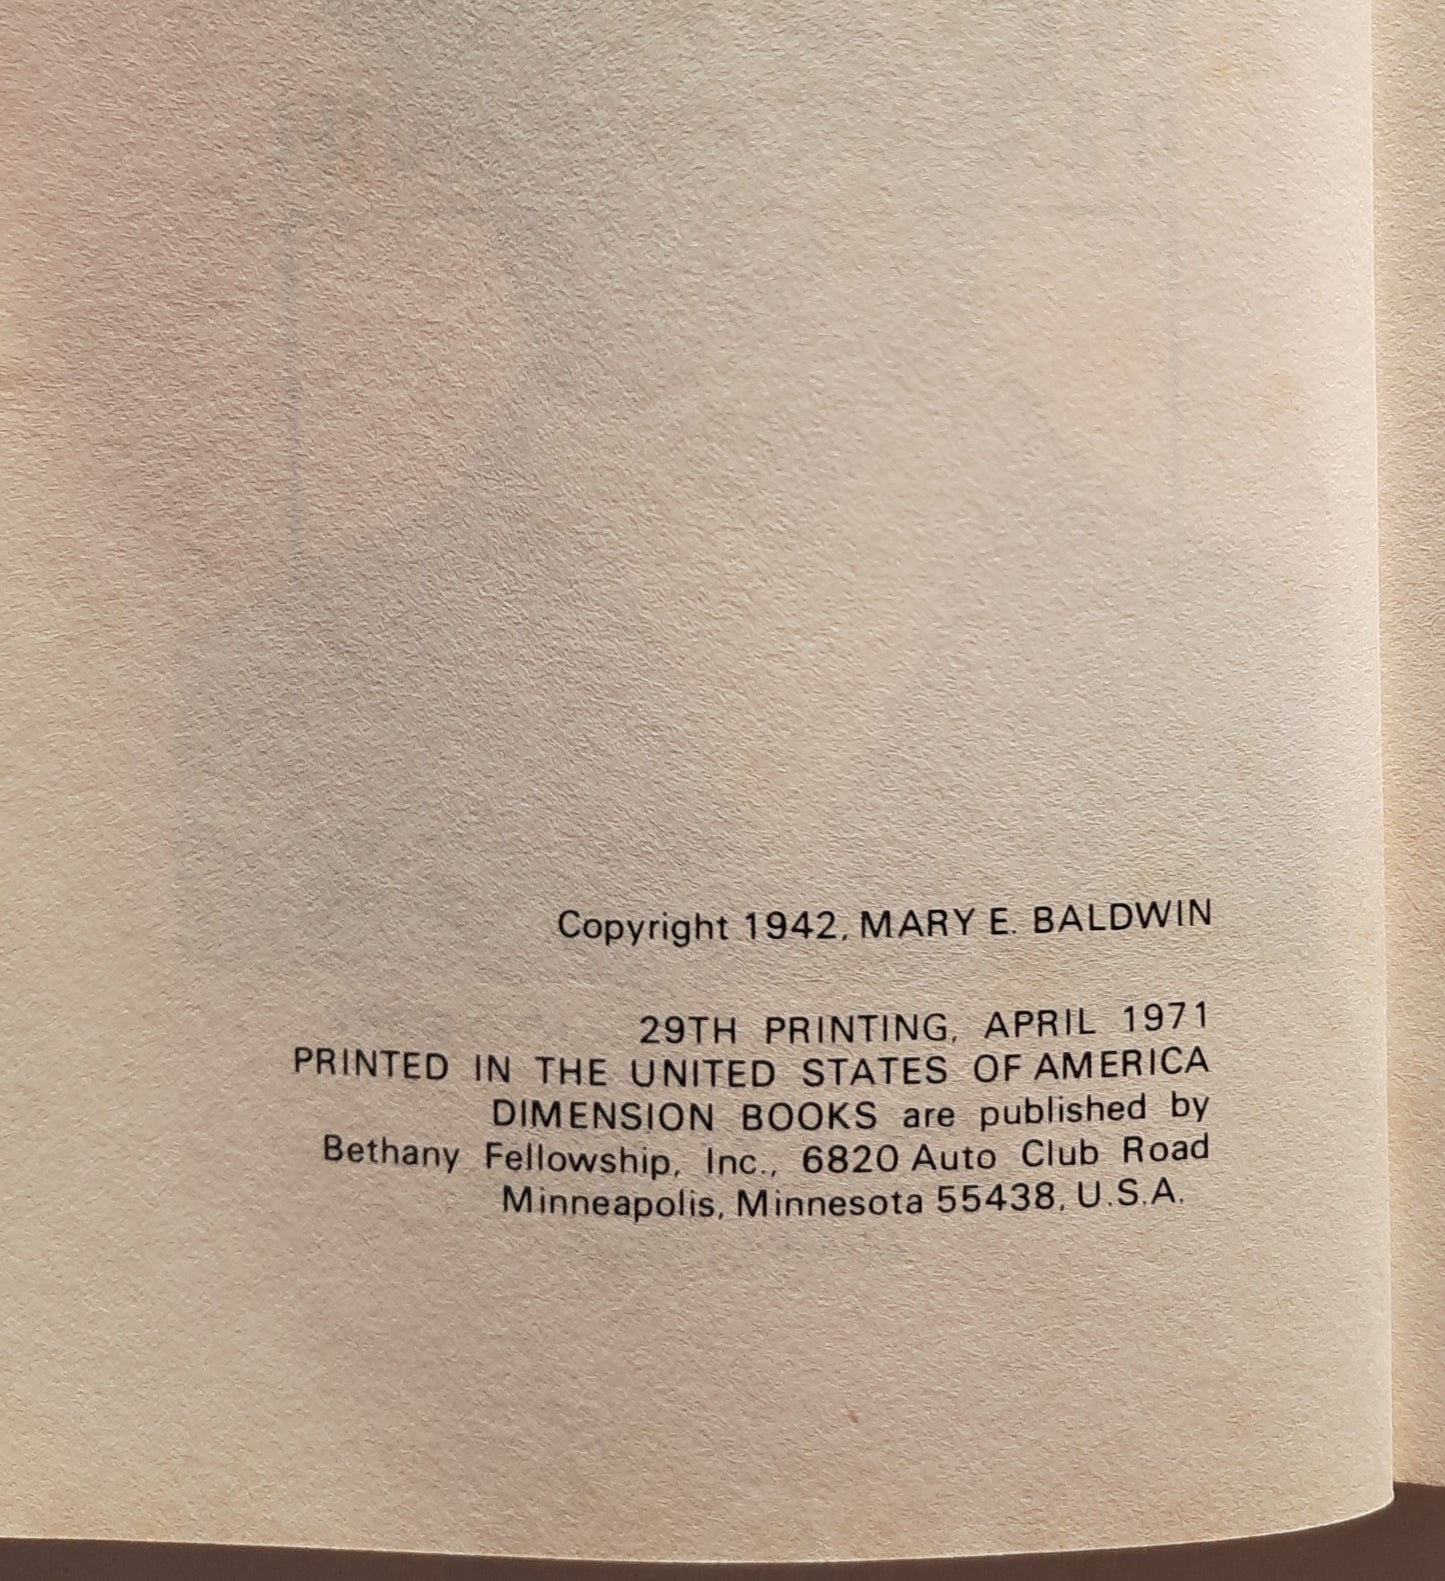 Copyright 1942, MARY E. BALDWIN
29TH PRINTING, APRIL 1971
PRINTED IN THE UNITED STATES OF AMERICA
DIMENSION BOOKS are published by
Bethany Fellowship, Inc., 6820 Auto Club Road
Minneapolis, Minnesota 55438, U.S.A.